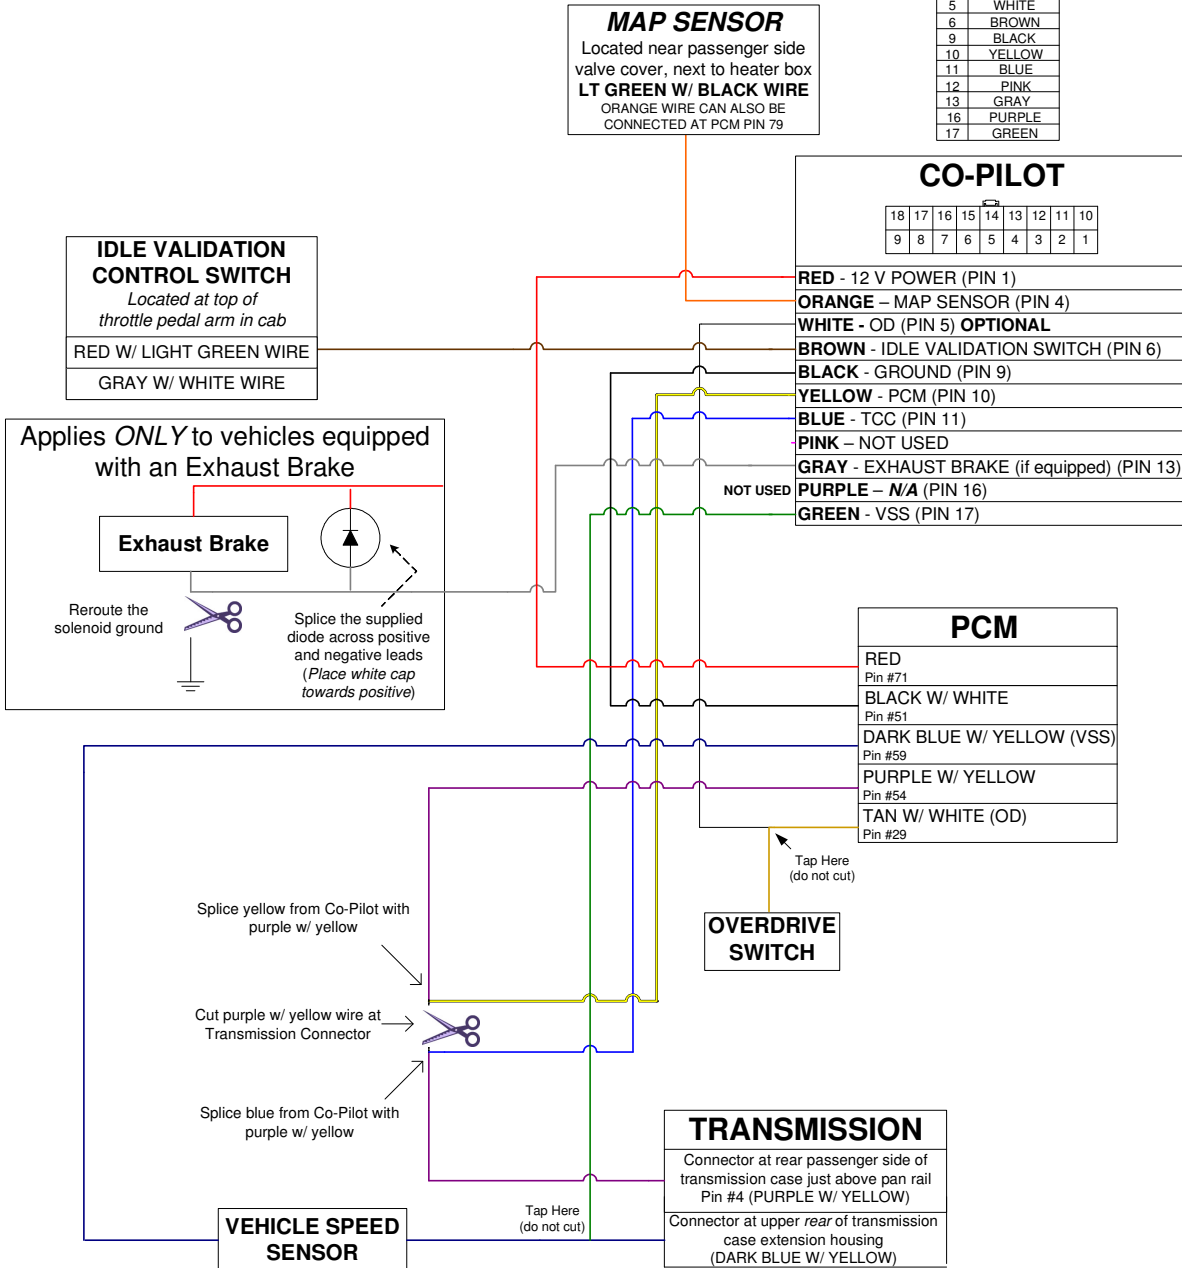 MAP SENSOR
Located near passenger side
valve cover, next to heater box
LT GREEN W/ BLACK WIRE
ORANGE WIRE CAN ALSO BE
CONNECTED AT PCM PIN 79
5 WHITE
6 BROWN
9 BLACK
10 YELLOW
11 BLUE
12 PINK
13 GRAY
16 PURPLE
17 GREEN
CO-PILOT
18 17 16 15 14 13 12 11 10
9 8 7 6 5 4 3 2 1
RED - 12 V POWER (PIN 1)
ORANGE – MAP SENSOR (PIN 4)
WHITE - OD (PIN 5) OPTIONAL
BROWN - IDLE VALIDATION SWITCH (PIN 6)
BLACK - GROUND (PIN 9)
YELLOW - PCM (PIN 10)
BLUE - TCC (PIN 11)
PINK – NOT USED
GRAY - EXHAUST BRAKE (if equipped) (PIN 13)
NOT USED PURPLE – N/A (PIN 16)
GREEN - VSS (PIN 17)
IDLE VALIDATION
CONTROL SWITCH
Located at top of
throttle pedal arm in cab
RED W/ LIGHT GREEN WIRE
GRAY W/ WHITE WIRE
Applies ONLY to vehicles equipped
with an Exhaust Brake
Exhaust Brake
Reroute the
solenoid ground
Splice the supplied
diode across positive
and negative leads
(Place white cap
towards positive)
PCM
RED
Pin #71
BLACK W/ WHITE
Pin #51
DARK BLUE W/ YELLOW (VSS)
Pin #59
PURPLE W/ YELLOW
Pin #54
TAN W/ WHITE (OD)
Pin #29
Tap Here
(do not cut)
OVERDRIVE
SWITCH
Splice yellow from Co-Pilot with
purple w/ yellow
Cut purple w/ yellow wire at
Transmission Connector
Splice blue from Co-Pilot with
purple w/ yellow
TRANSMISSION
Connector at rear passenger side of
transmission case just above pan rail
Pin #4 (PURPLE W/ YELLOW)
Connector at upper rear of transmission
case extension housing
(DARK BLUE W/ YELLOW)
Tap Here
(do not cut)
VEHICLE SPEED
SENSOR